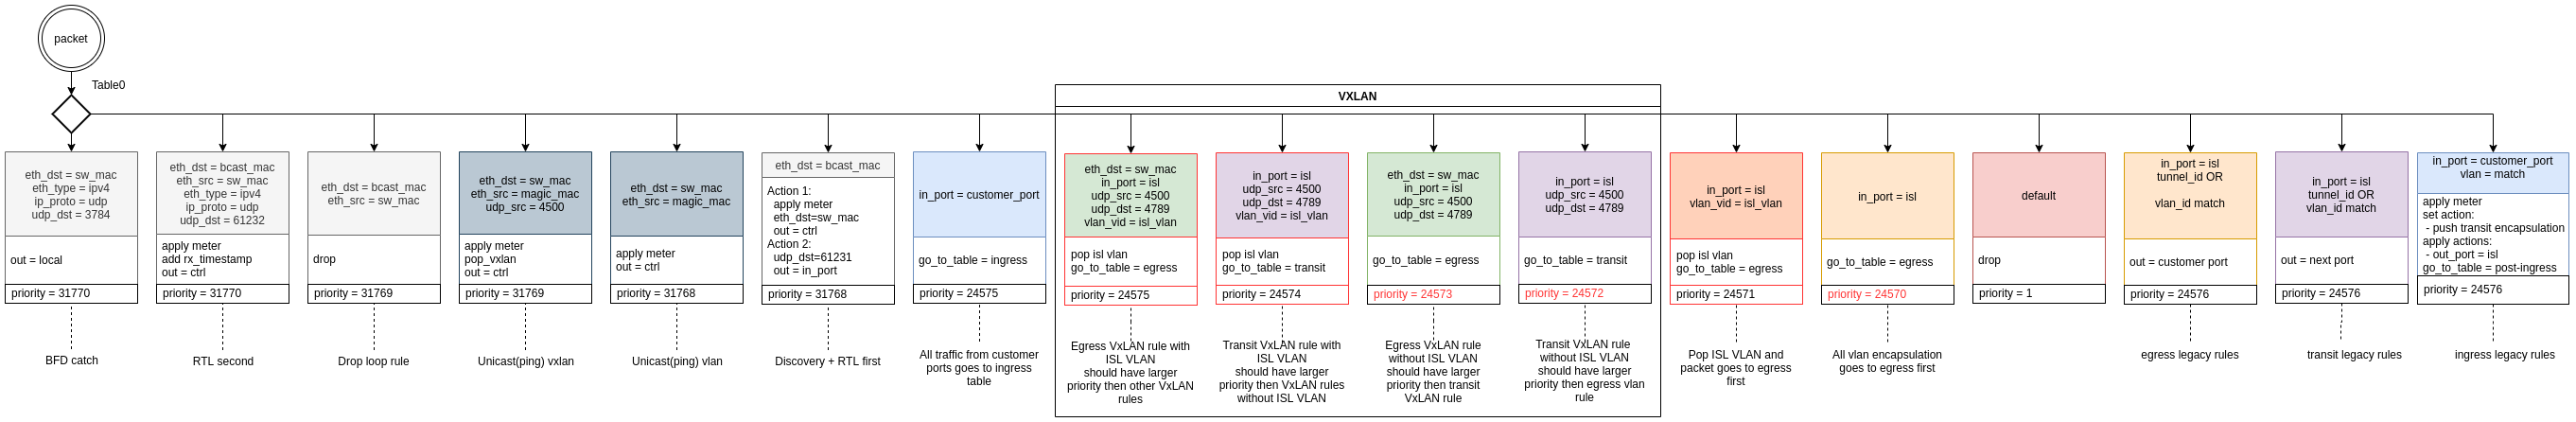 packet
Table0
VXLAN
eth_dst = sw_mac
eth_type = ipv4
ip_proto = udp
udp_dst = 3784
out = local
priority = 31770
BFD catch
eth_dst = bcast_mac
eth_src = sw_mac
eth_type = ipv4
ip_proto = udp
udp_dst = 61232
apply meter
add rx_timestamp
out = ctrl
priority = 31770
RTL second
eth_dst = bcast_mac
eth_src = sw_mac
drop
priority = 31769
Drop loop rule
eth_dst = sw_mac
eth_src = magic_mac
udp_src = 4500
apply meter
pop_vxlan
out = ctrl
priority = 31769
Unicast(ping) vxlan
eth_dst = sw_mac
eth_src = magic_mac
apply meter
out = ctrl
priority = 31768
Unicast(ping) vlan
eth_dst = bcast_mac
Action 1:
apply meter
eth_dst=sw_mac
out = ctrl
Action 2:
udp_dst=61231
out = in_port
priority = 31768
Discovery + RTL first
in_port = customer_port
go_to_table = ingress
priority = 24575
All traffic from customer
ports goes to ingress
table
eth_dst = sw_mac
in_port = isl
udp_src = 4500
udp_dst = 4789
vlan_vid = isl_vlan
pop isl vlan
go_to_table = egress
priority = 24575
Egress VxLAN rule with
ISL VLAN
should have larger
priority then other VxLAN
rules
in_port = isl
udp_src = 4500
udp_dst = 4789
vlan_vid = isl_vlan
pop isl vlan
go_to_table = transit
priority = 24574
Transit VxLAN rule with
ISL VLAN
should have larger
priority then VxLAN rules
without ISL VLAN
eth_dst = sw_mac
in_port = isl
udp_src = 4500
udp_dst = 4789
go_to_table = egress
priority = 24573
Egress VxLAN rule
without ISL VLAN
should have larger
priority then transit
VxLAN rule
in_port = isl
udp_src = 4500
udp_dst = 4789
go_to_table = transit
priority = 24572
Transit VxLAN rule
without ISL VLAN
should have larger
priority then egress vlan
rule
in_port = isl
vlan_vid = isl_vlan
pop isl vlan
go_to_table = egress
priority = 24571
Pop ISL VLAN and
packet goes to egress
first
in_port = isl
go_to_table = egress
priority = 24570
All vlan encapsulation
goes to egress first
default
drop
priority = 1
in_port = isl
tunnel_id OR
vlan_id match
out = customer port
priority = 24576
egress legacy rules
in_port = isl
tunnel_id OR
vlan_id match
out = next port
priority = 24576
transit legacy rules
in_port = customer_port
vlan = match
apply meter
set action:
- push transit encapsulation
apply actions:
- out_port = isl
go_to_table = post-ingress
priority = 24576
ingress legacy rules